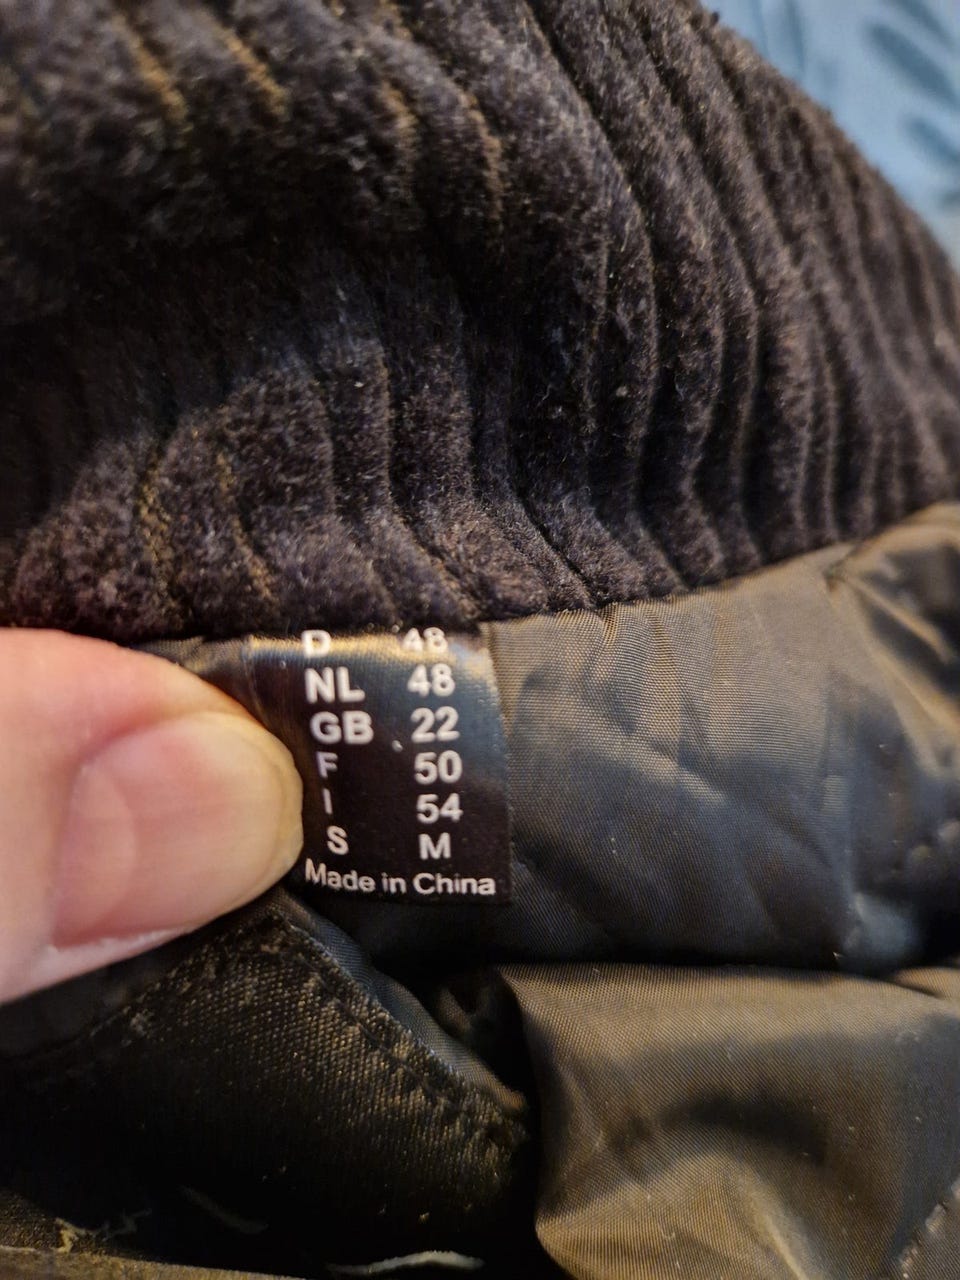 D 48
NL 48
GB 22
F 50
I 54
S M
Made in China